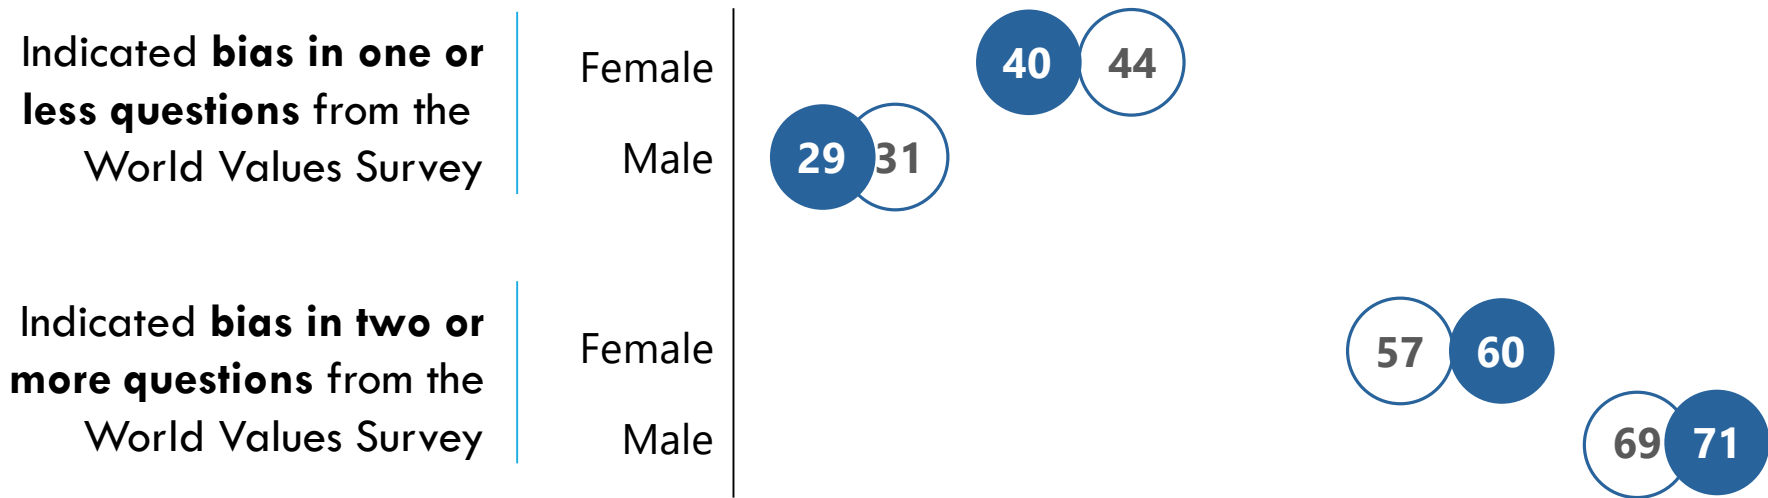 Indicated bias in one or
less questions from the
World Values Survey
Female
40 44
Male
29 31
Indicated bias in two or
more questions from the
World Values Survey
Female
57 60
Male
69 71